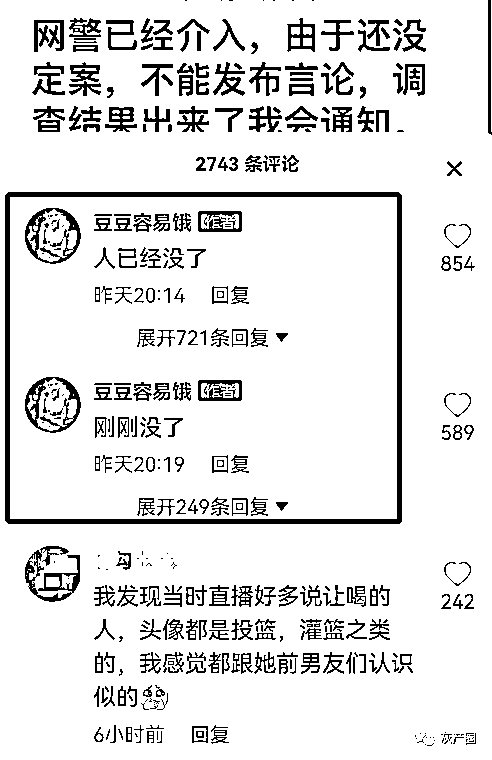 网警已经介入，由于还没
定案，不能发布言论，调
查结果出来了我会通知。
2743 条评论
豆豆容易饿 作者
人已经没了
854
昨天20:14 回复
展开721条回复
豆豆容易饿 作者
刚刚没了
589
昨天20:19 回复
展开249条回复
我发现当时直播好多说让喝的
人，头像都是投篮，灌篮之类
的，我感觉都跟她前男友们认识
似的
242
6小时前 回复
灰产圈